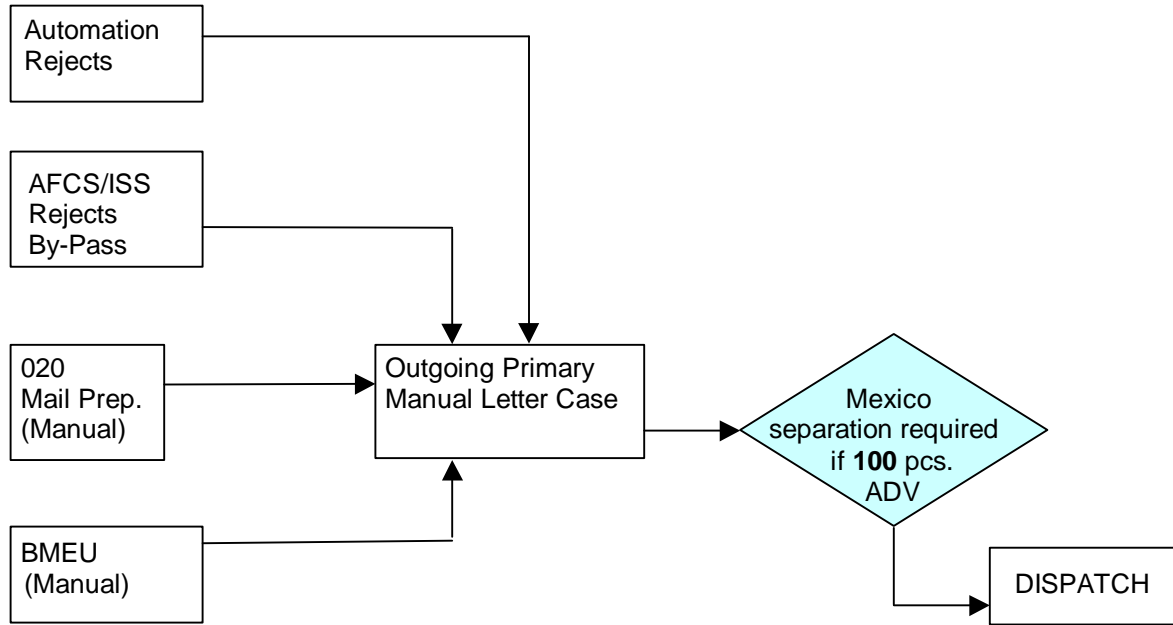 Automation
Rejects
AFCS/ISS
Rejects
By-Pass
020
Mail Prep.
(Manual)
Outgoing Primary
Manual Letter Case
Mexico
separation required
if 100 pcs.
ADV
BMEU
(Manual)
DISPATCH